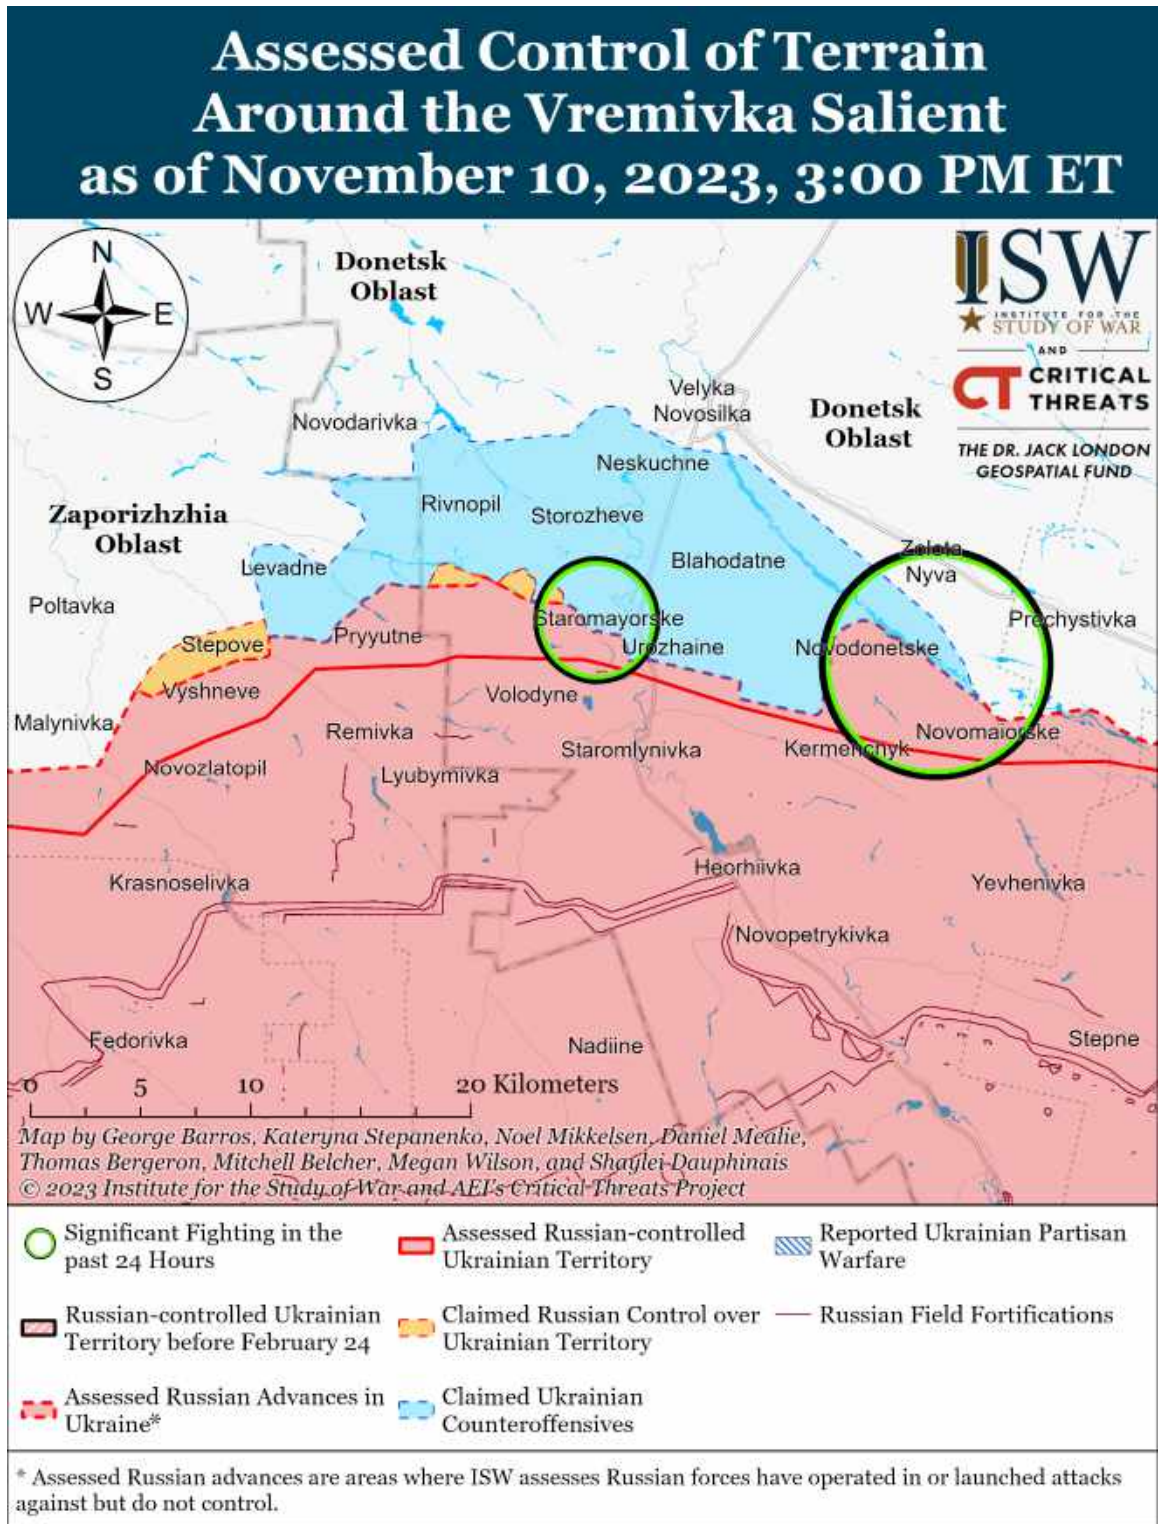 Assessed Control of Terrain
Around the Vremivka Salient
as of November 10, 2023, 3:00 PM ET
N
W
E
S
Donetsk
Oblast
ISW
INSTITUTE FOR THE
STUDY OF WAR
AND
CT CRITICAL
THREATS
THE DR. JACK LONDON
GEOSPATIAL FUND
Velyka
Novosilka
Donetsk
Oblast
Novodarivka
Neskuchne
Zaporizhzhia
Oblast
Rivnopil
Storozheve
Levadne
Blahodatne
Zolota
Nyva
Poltavka
Staromayorske
Prechystivka
Stepove
Pryyutne
Urozhaine
Novodonetske
Vyshneve
Volodyne
Malynivka
Remivka
Staromlynivka
Kermenchyk
Novomaiorske
Novozlatopil
Lyubymivka
Krasnoselivka
Heorhiivka
Yevhenivka
Novopetrykivka
Fedorivka
Nadiine
Stepne
0 5 10 20 Kilometers
Map by George Barros, Kateryna Stepanenko, Noel Mikkelsen, Daniel Mealie,
Thomas Bergeron, Mitchell Belcher, Megan Wilson, and Shaylei Dauphinais
© 2023 Institute for the Study of War and AEI's Critical Threats Project
Significant Fighting in the
past 24 Hours
Assessed Russian-controlled
Ukrainian Territory
Reported Ukrainian Partisan
Warfare
Russian-controlled Ukrainian
Territory before February 24
Claimed Russian Control over
Ukrainian Territory
Russian Field Fortifications
Assessed Russian Advances in
Ukraine*
Claimed Ukrainian
Counteroffensives
* Assessed Russian advances are areas where ISW assesses Russian forces have operated in or launched attacks
against but do not control.